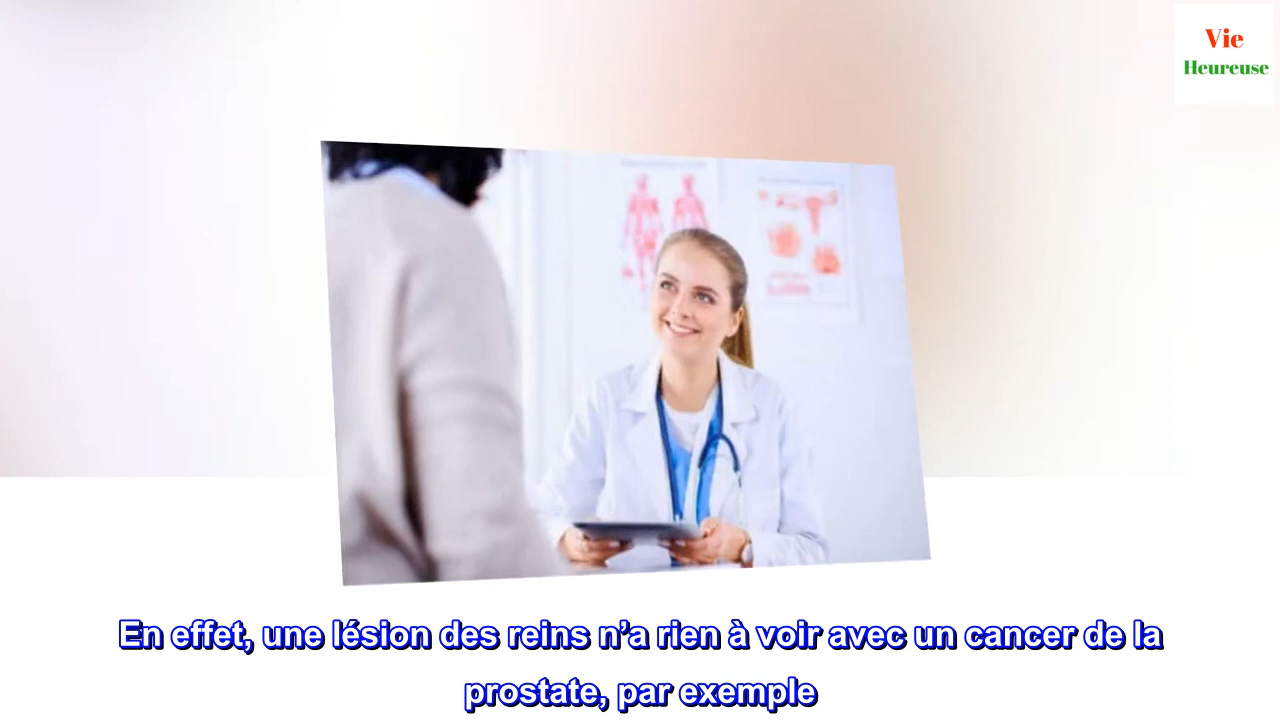 Vie
Heureuse
En effet, une lésion des reins n’a rien à voir avec un cancer de la
prostate, par exemple